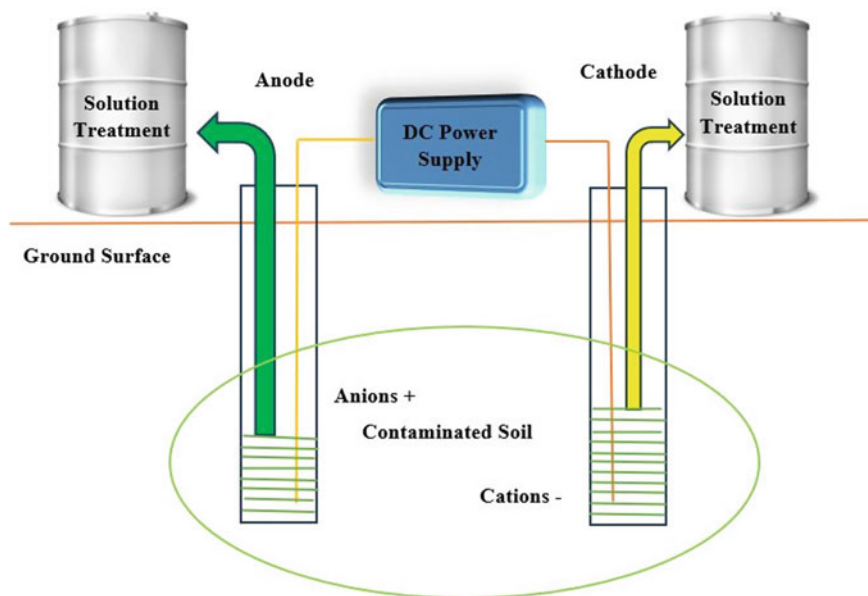 Anode
Cathode
Solution
Treatment
DC Power
Supply
Solution
Treatment
Ground Surface
Anions +
Contaminated Soil
Cations -